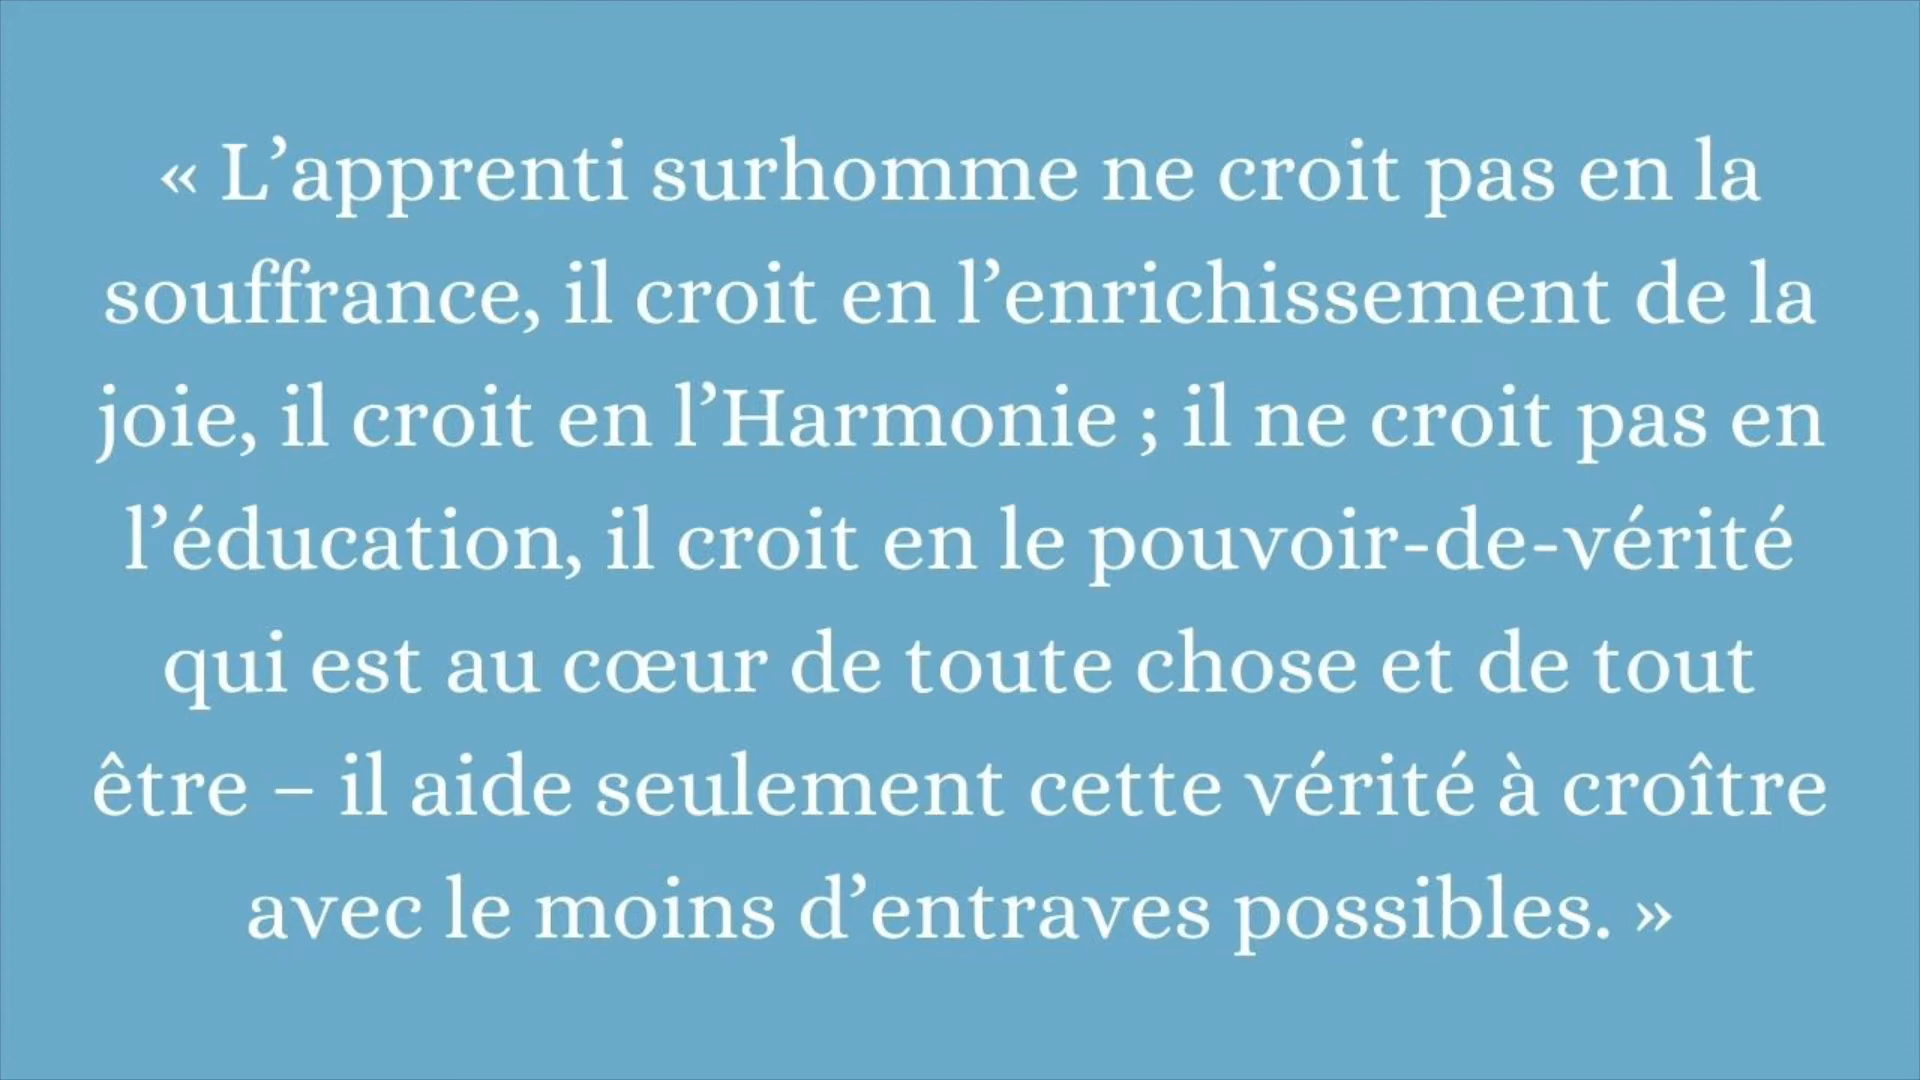 « L’apprenti surhomme ne croit pas en la
souffrance, il croit en l’enrichissement de la
joie, il croit en l’Harmonie ; il ne croit pas en
l’éducation, il croit en le pouvoir-de-vérité
qui est au cœur de toute chose et de tout
être – il aide seulement cette vérité à croître
avec le moins d’entraves possibles. »